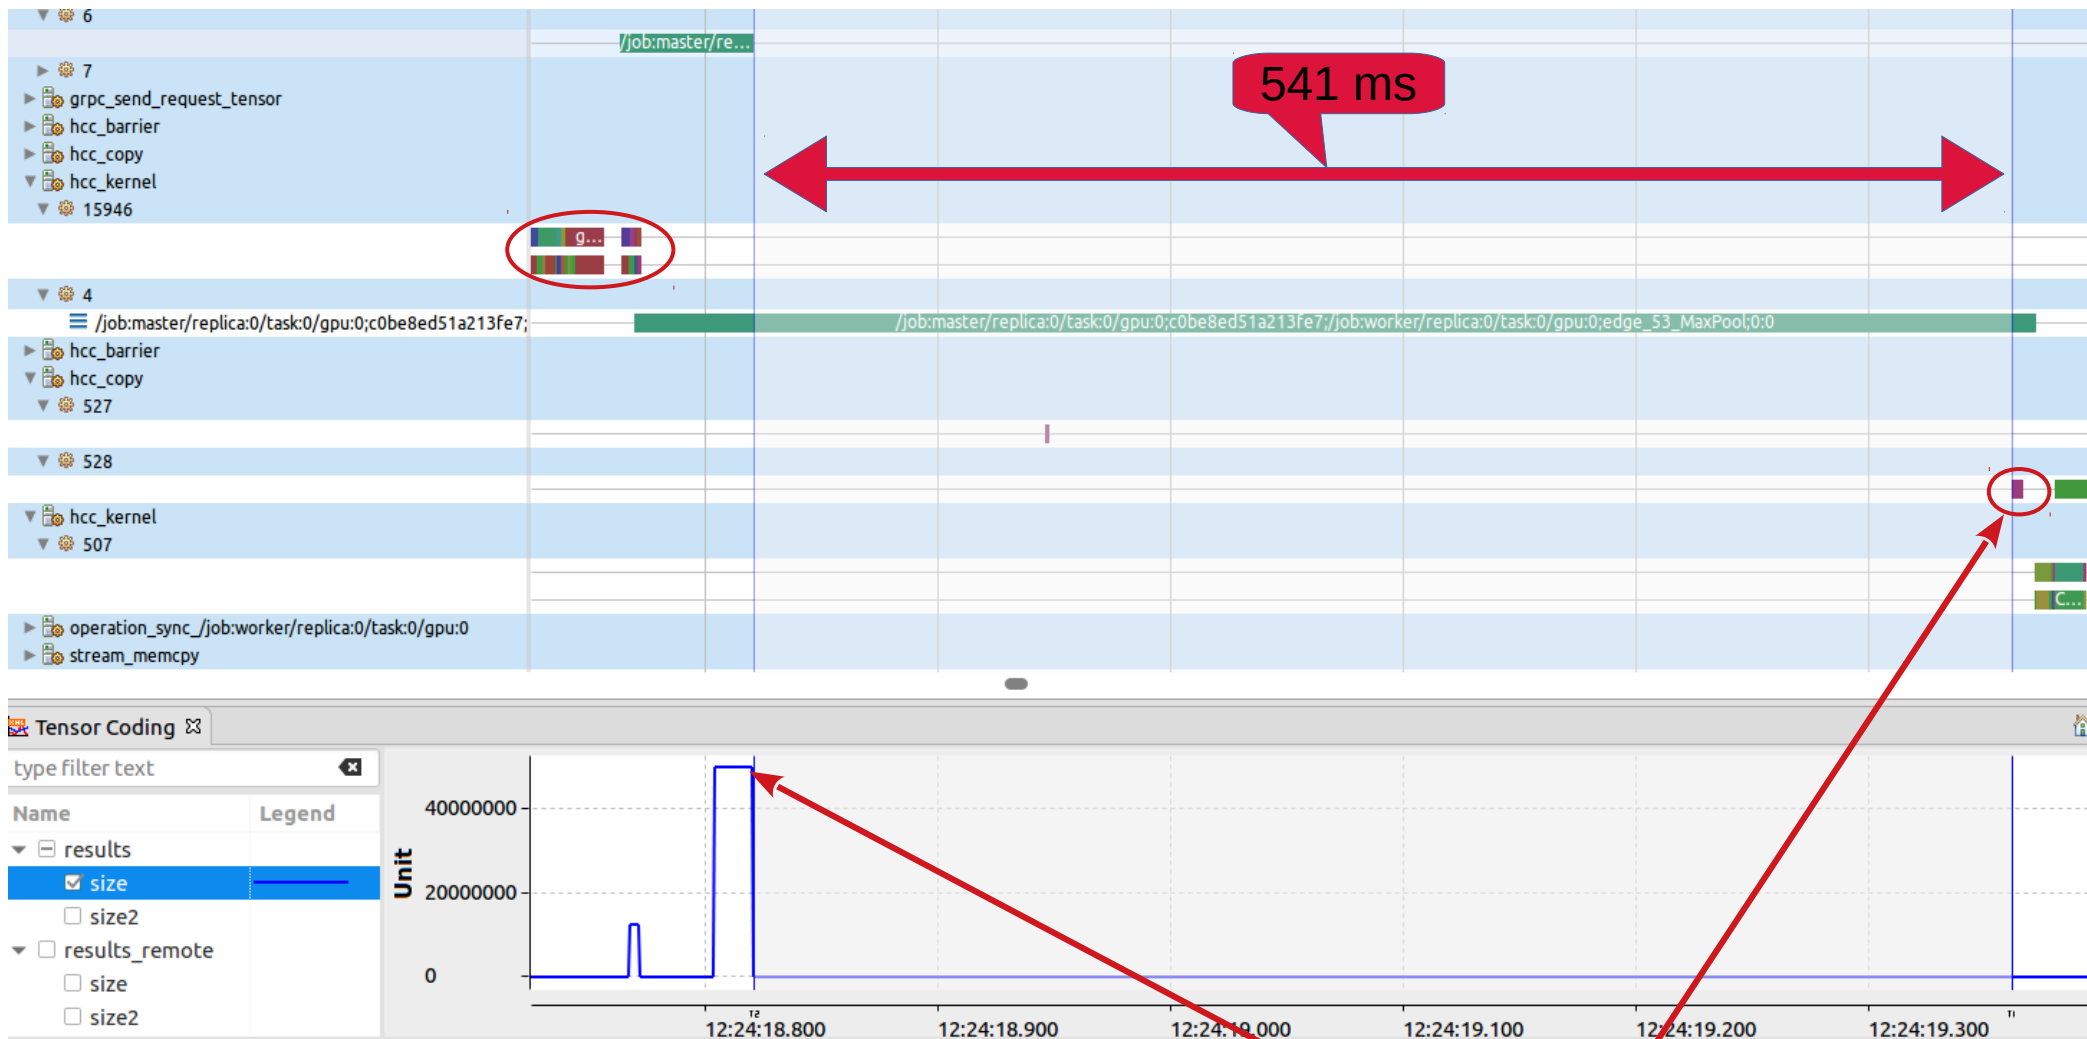 6
/job:master/re...
7
541 ms
grpc_send_request_tensor
hcc_barrier
hcc_copy
hcc_kernel
15946
g...
4
/job:master/replica:0/task:0/gpu:0;c0be8ed51a213fe7;
/job:master/replica:0/task:0/gpu:0;c0be8ed51a213fe7;/job:worker/replica:0/task:0/gpu:0;edge_53_MaxPool;0:0
hcc_barrier
hcc_copy
527
528
hcc_kernel
507
C...
operation_sync_/job:worker/replica:0/task:0/gpu:0
stream_memcpy
Tensor Coding
type filter text
Name Legend
results
size
size2
results_remote
size
size2
Unit
40000000
20000000
0
T2
T1
12:24:18.800 12:24:18.900 12:24:19.000 12:24:19.100 12:24:19.200 12:24:19.300